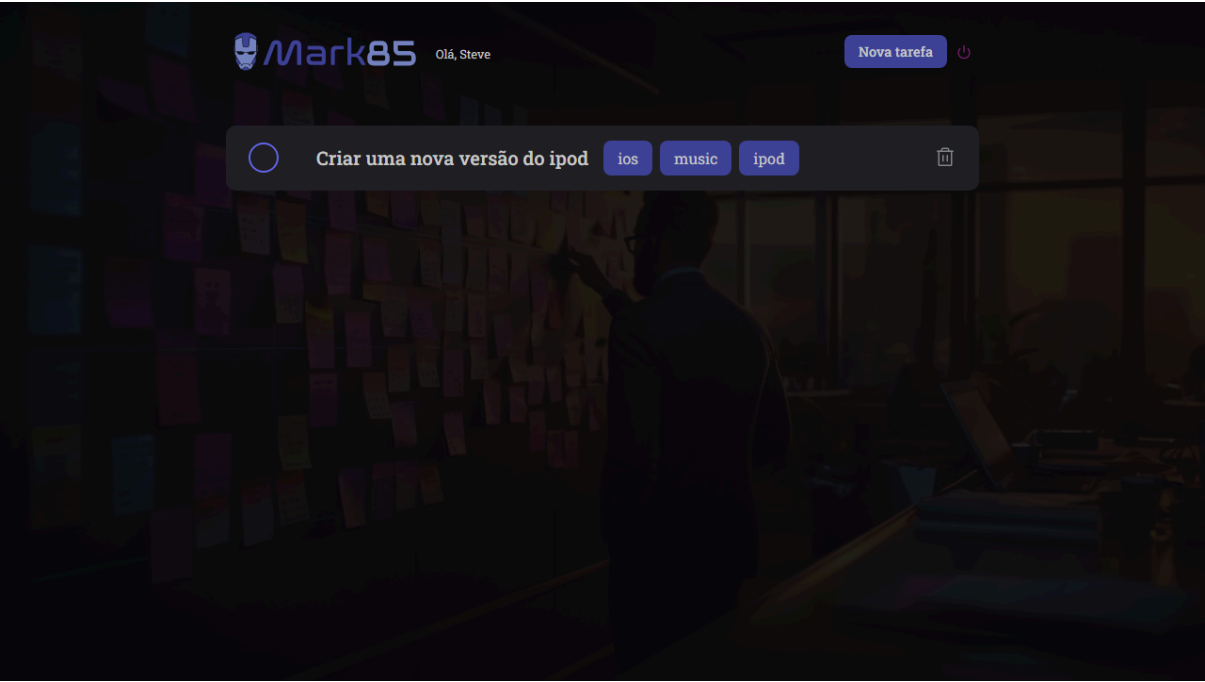 Mark85
Olá, Steve
Nova tarefa
Criar uma nova versão do ipod ios music ipod